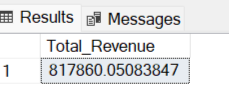 Results Messages
Total_Revenue
1 817860.05083847